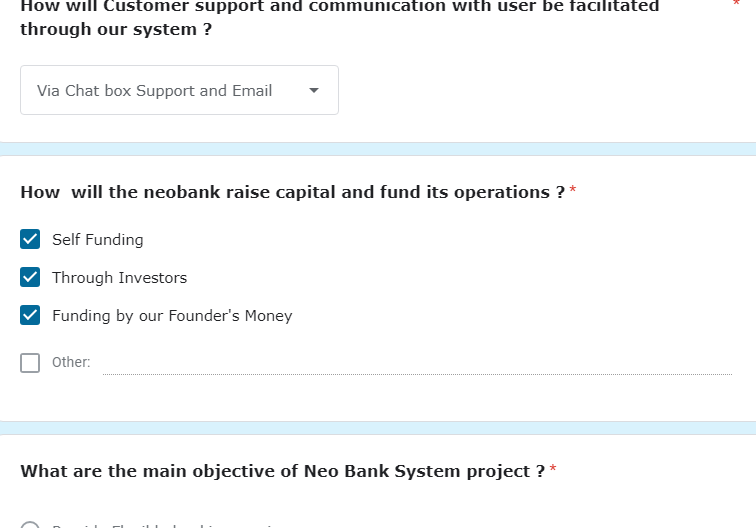 How will Customer support and communication with user be facilitated *
through our system ?
Via Chat box Support and Email
How will the neobank raise capital and fund its operations ? *
Self Funding
Through Investors
Funding by our Founder's Money
Other:
What are the main objective of Neo Bank System project ? *